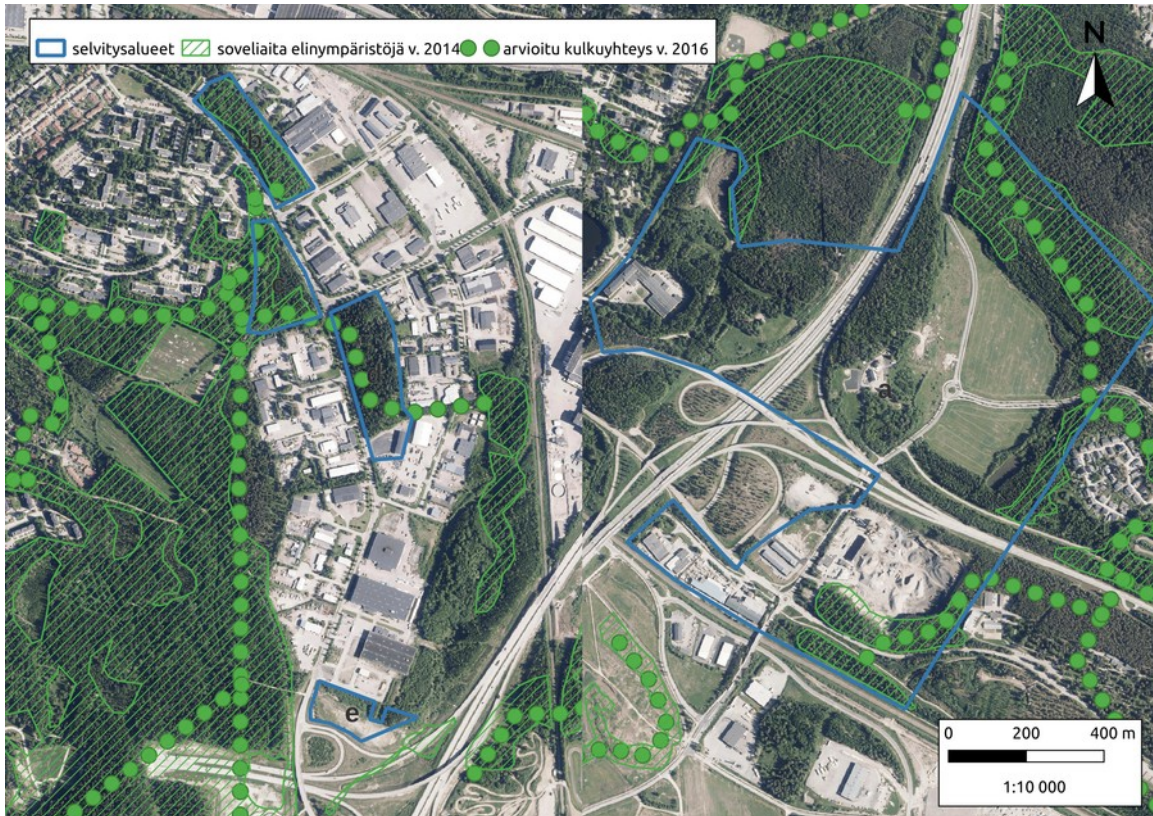 selvitysalueet soveliaita elinympäristöjä v. 2014 arvioitu kulkuyhteys v. 2016
N
a
e
0 200 400 m
1:10 000